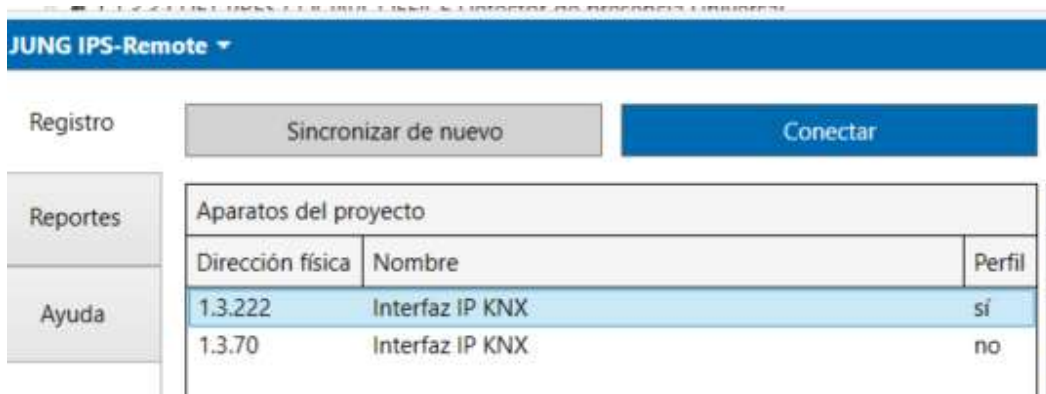 JUNG IPS-Remote
Registro
Sincronizar de nuevo
Conectar
Reportes
Aparatos del proyecto
Dirección física Nombre Perfil
Ayuda
1.3.222 Interfaz IP KNX sí
1.3.70 Interfaz IP KNX no